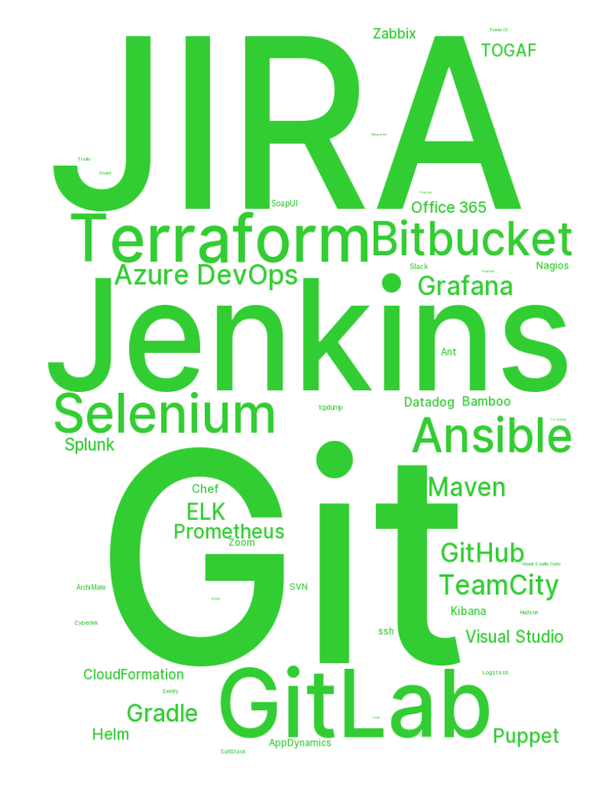 Zabbix
Travis CI
JIRA
TOGAF
Trello
SoapUI
Office 365
Terraform
Bitbucket
Slack
Nagios
Azure DevOps
Grafana
Jenkins
Ant
Selenium
tcpdump
Datadog
Bamboo
Splunk
Ansible
Git
Chef
Maven
ELK
Prometheus
Zoom
GitHub
Visual Studio Code
TeamCity
ArchiMate
SVN
Kibana
Hudson
CyberArk
ssh
Visual Studio
CloudFormation
Logstash
Sentry
GitLab
Gradle
Helm
Puppet
AppDynamics
SaltStack